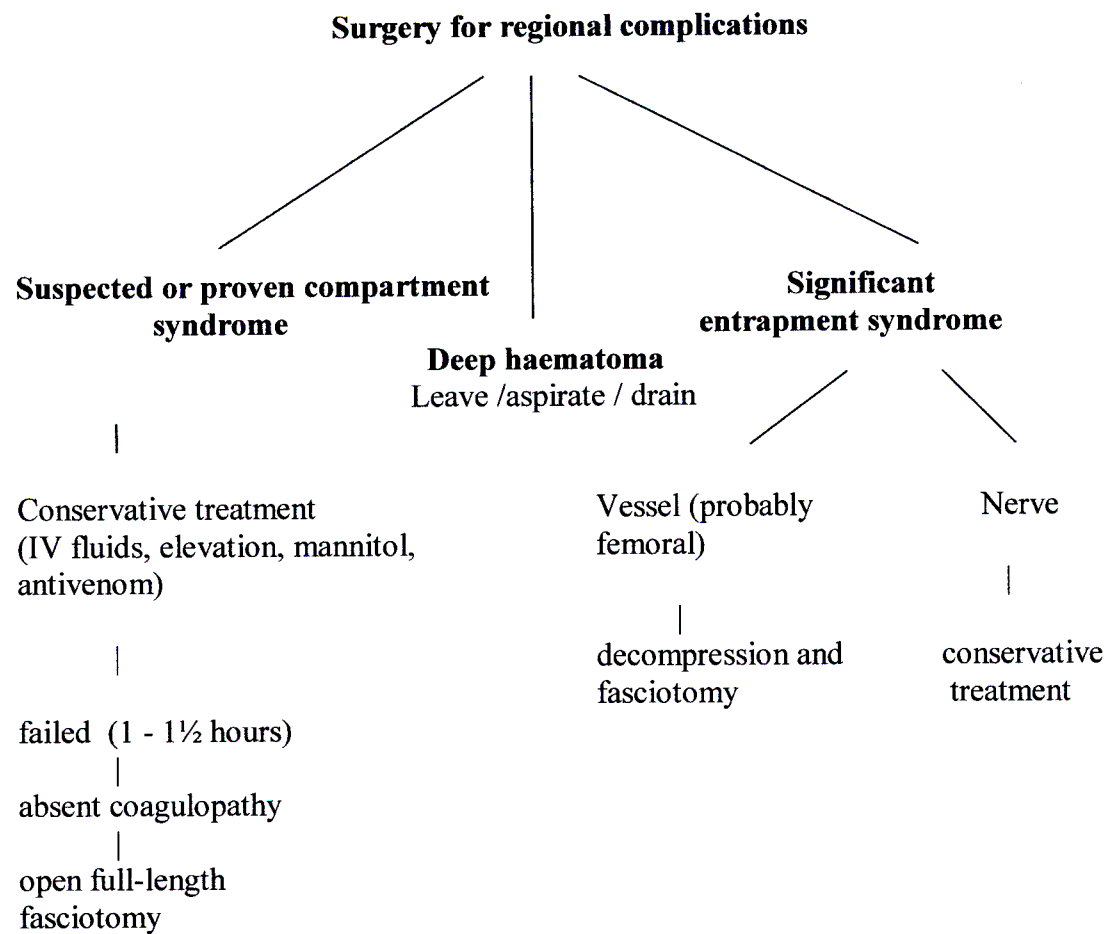 Surgery for regional complications
Suspected or proven compartment
syndrome
Deep haematoma
Leave /aspirate / drain
Significant
entrapment syndrome
Conservative treatment
(IV fluids, elevation, mannitol,
antivenom)
failed (1 - 1½ hours)
absent coagulopathy
open full-length
fasciotomy
Vessel (probably
femoral)
decompression and
fasciotomy
Nerve
conservative
treatment